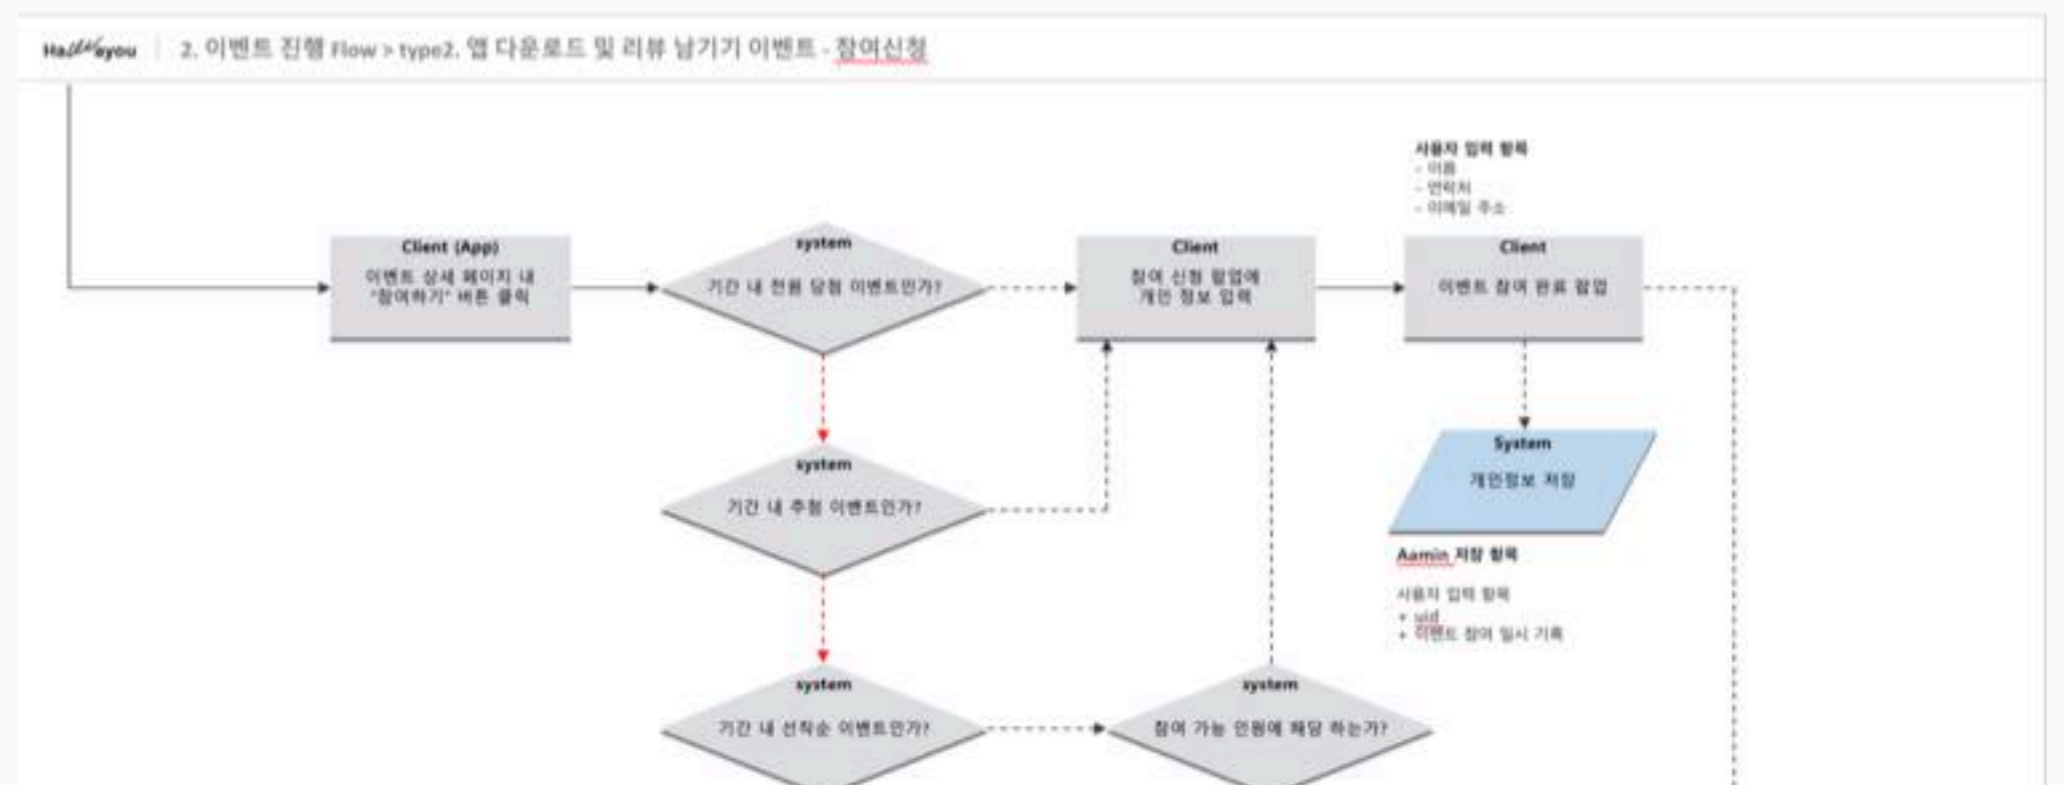 2. 이벤트 진행 Flow > type2. 앱 다운로드 및 리뷰 남기기 이벤트 - 참여신청
사용자 입력 항목
- 이름
- 연락처
- 이메일 주소
Client (App)
이벤트 상세 페이지 내
"참여하기" 버튼 클릭
system
기간 내 전원 당첨 이벤트인가?
Client
참여 신청 팝업에
개인 정보 입력
Client
이벤트 참여 완료 팝업
system
기간 내 추첨 이벤트인가?
System
개인정보 저장
Aamin 저장 항목
사용자 입력 항목
+ uid
+ 이벤트 참여 일시 기록
system
기간 내 선착순 이벤트인가?
system
참여 가능 인원에 해당 하는가?